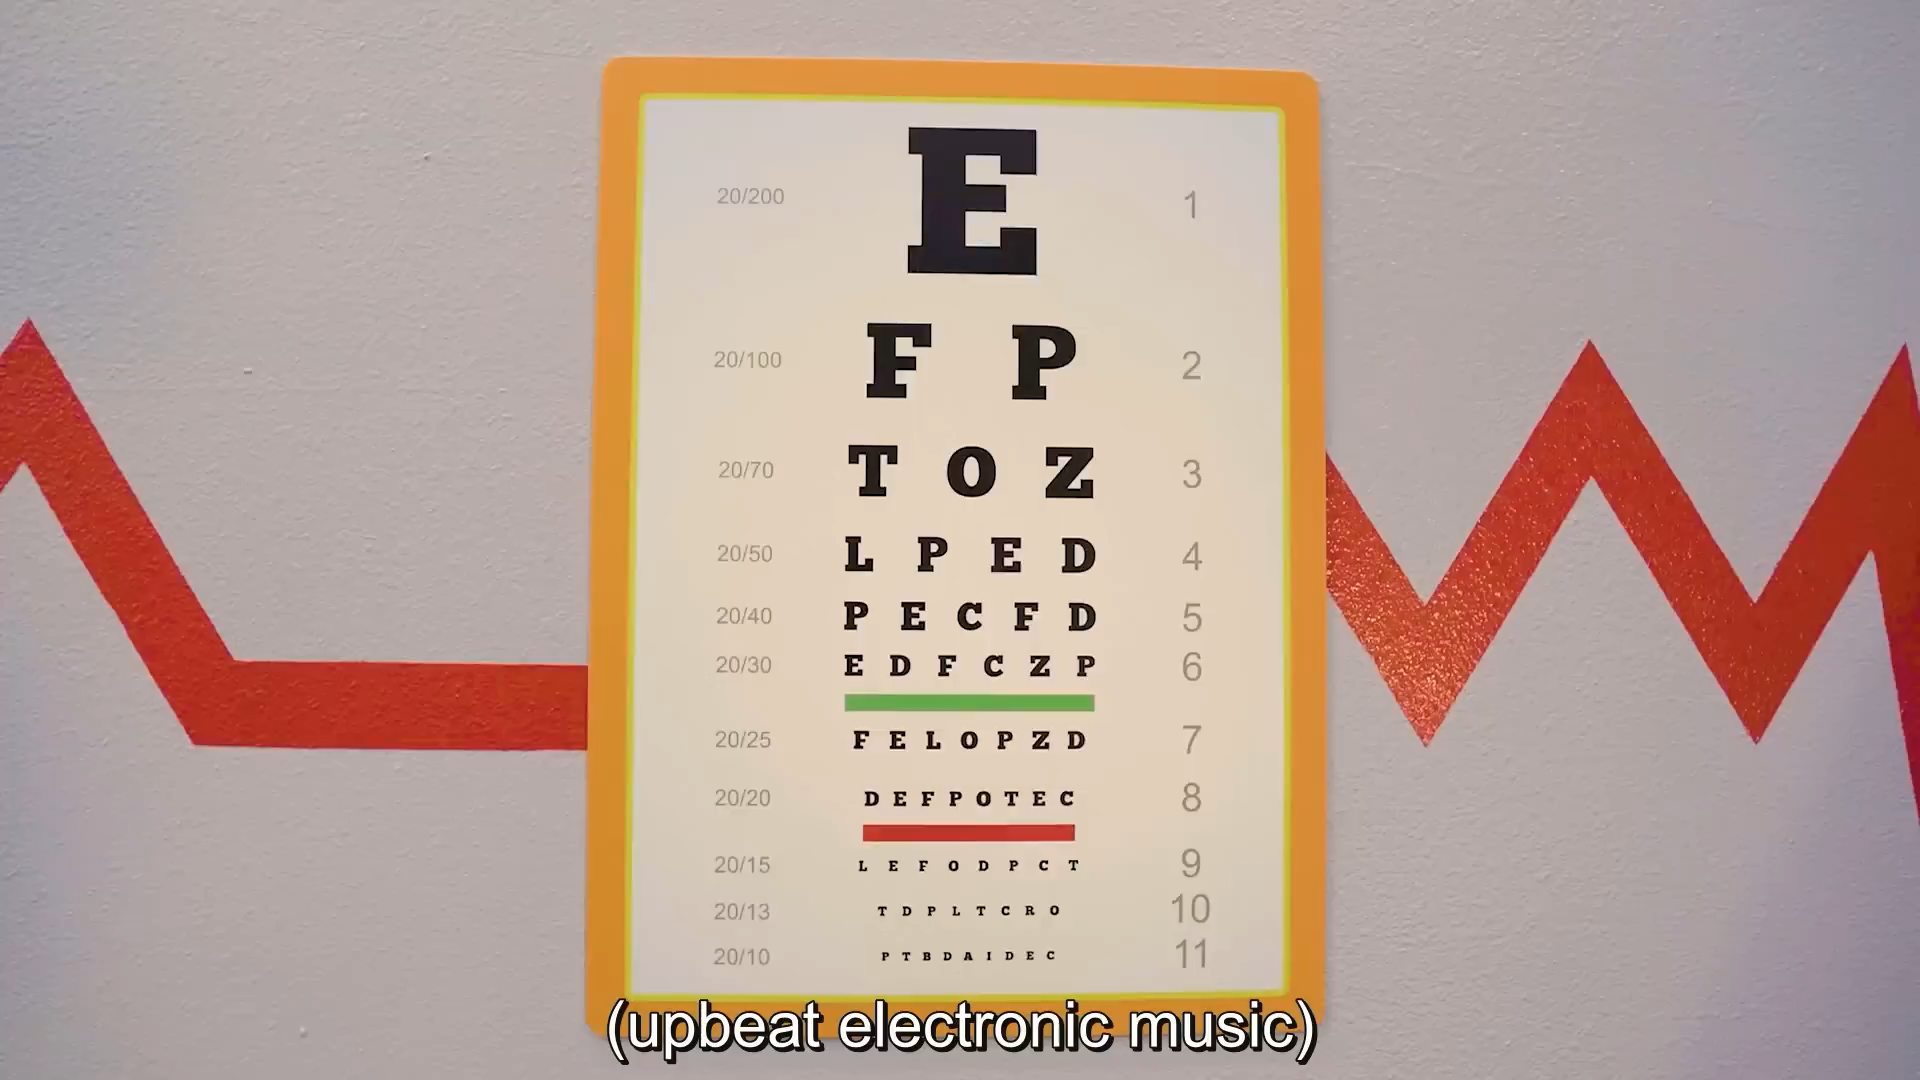 20/200 E 1
20/100 F P 2
20/70 T O Z 3
20/50 L P E D 4
20/40 P E C F D 5
20/30 E D F C Z P 6
20/25 F E L O P Z D 7
20/20 D E F P O T E C 8
20/15 L E F O D P C T 9
20/13 T D P L T C R O 10
20/10 P T B D A I D E C 11
(upbeat electronic music)